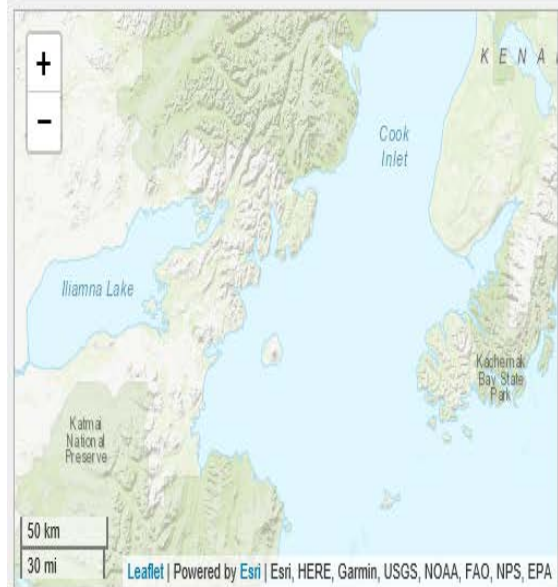 +
−
K E N A
Cook
Inlet
Iliamna Lake
Kachemak
Bay State
Park
Katmai
National
Preserve
50 km
30 mi
Leaflet | Powered by Esri | Esri, HERE, Garmin, USGS, NOAA, FAO, NPS, EPA